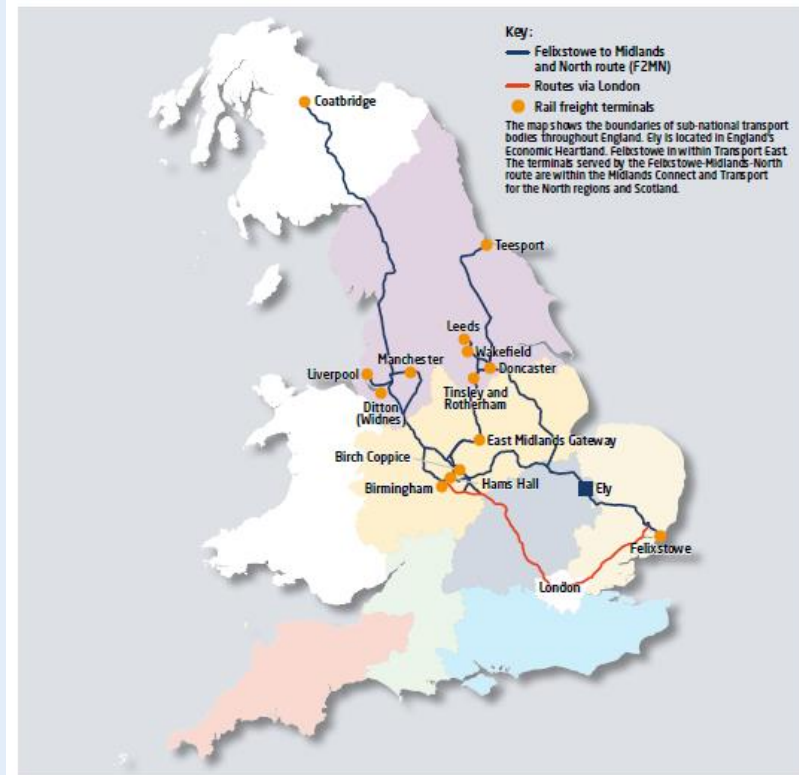 Key:
Felixstowe to Midlands
and North route (F2MN)
Routes via London
Rail freight terminals
The map shows the boundaries of sub-national transport
bodies throughout England. Ely is located in England's
Economic Heartland. Felixstowe in within Transport East.
The terminals served by the Felixstowe-Midlands-North
route are within the Midlands Connect and Transport
for the North regions and Scotland.
Coatbridge
Teesport
Leeds
Wakefield
Manchester
Doncaster
Liverpool
Tinsley and
Rotherham
Ditton
(Widnes)
East Midlands Gateway
Birch Coppice
Hams Hall
Birmingham
Ely
Felixstowe
London